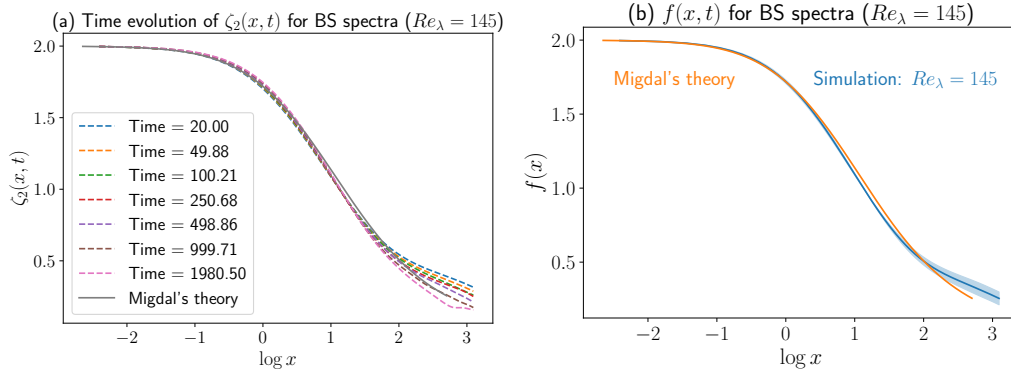 (a) Time evolution of ζ₂(x, t) for BS spectra (Re_λ = 145)
ζ₂(x, t)
2.0
1.5
1.0
0.5
Time = 20.00
Time = 49.88
Time = 100.21
Time = 250.68
Time = 498.86
Time = 999.71
Time = 1980.50
Migdal's theory
−2
−1
0
1
2
3
log x
(b) f(x, t) for BS spectra (Re_λ = 145)
f(x)
2.0
1.5
1.0
0.5
Migdal's theory
Simulation: Re_λ = 145
−2
−1
0
1
2
3
log x